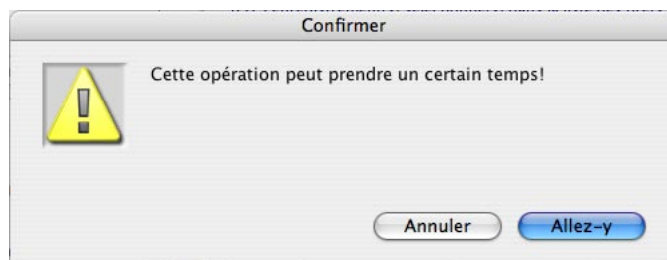 Confirmer
Cette opération peut prendre un certain temps!
Annuler
Allez-y